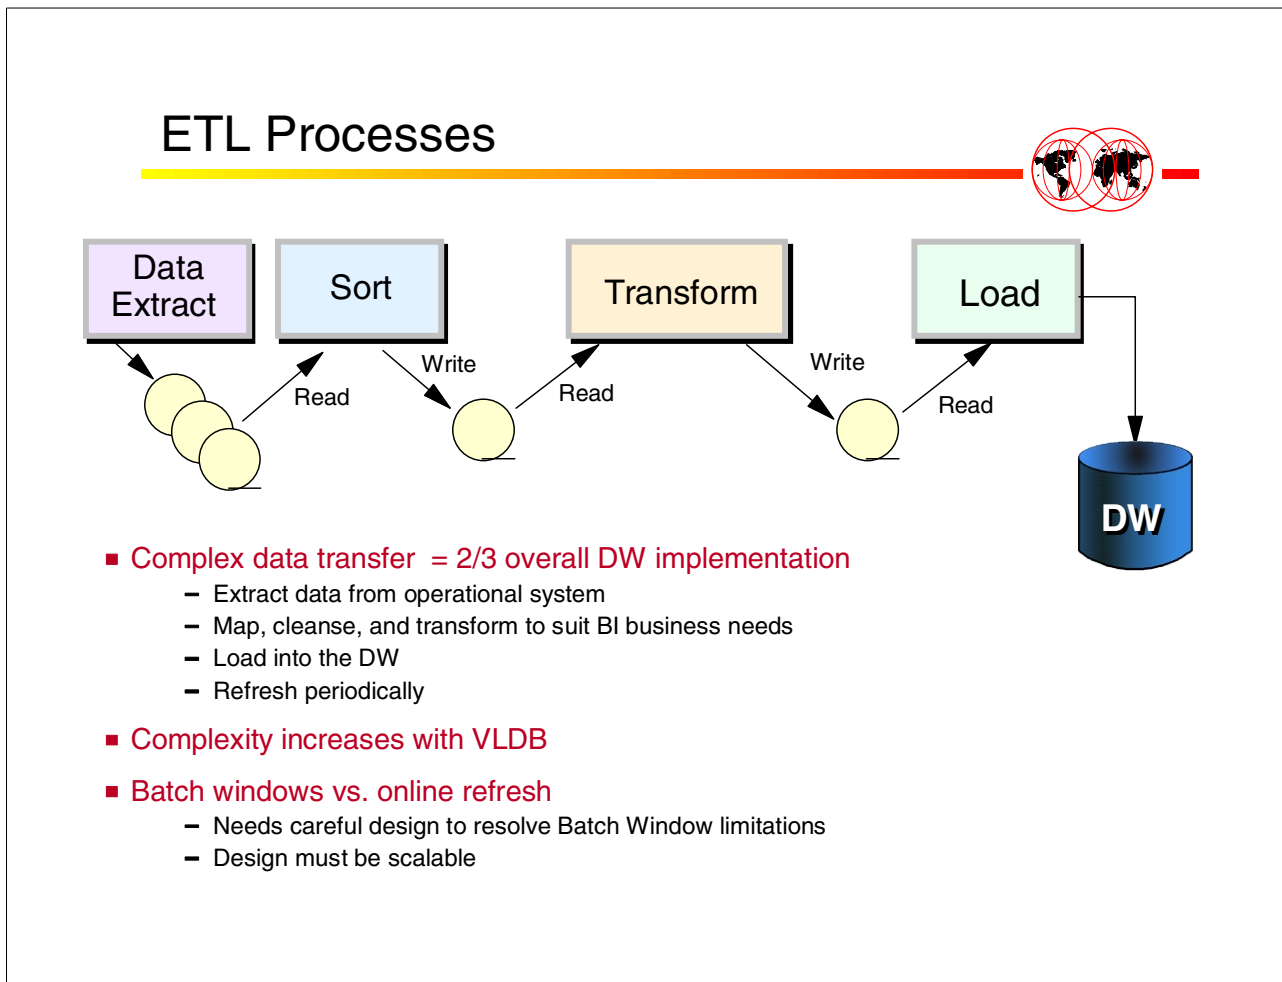 ETL Processes
Data
Extract
Sort
Transform
Load
Write
Read
Write
Read
Read
DW
Complex data transfer = 2/3 overall DW implementation
– Extract data from operational system
– Map, cleanse, and transform to suit BI business needs
– Load into the DW
– Refresh periodically
Complexity increases with VLDB
Batch windows vs. online refresh
– Needs careful design to resolve Batch Window limitations
– Design must be scalable